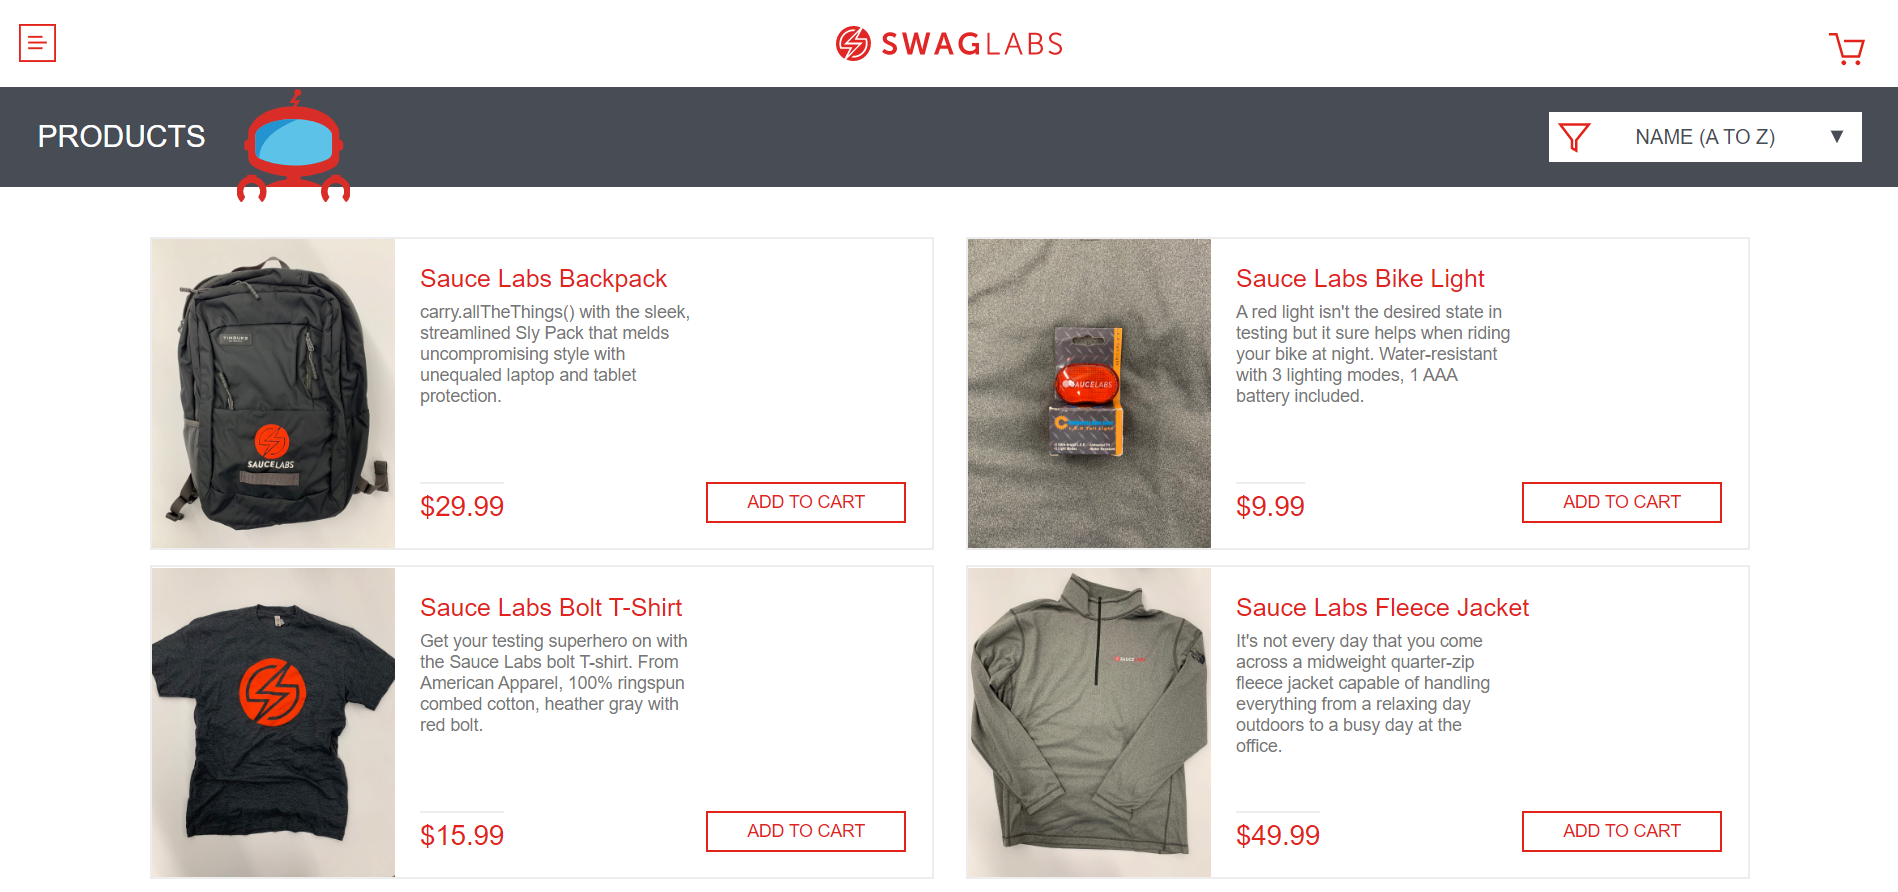 SWAGLABS
PRODUCTS
NAME (A TO Z)
Sauce Labs Backpack
carry.allTheThings() with the sleek,
streamlined Sly Pack that melds
uncompromising style with
unequaled laptop and tablet
protection.
$29.99
ADD TO CART
TIMBUK2
SAUCELABS
Sauce Labs Bike Light
A red light isn't the desired state in
testing but it sure helps when riding
your bike at night. Water-resistant
with 3 lighting modes, 1 AAA
battery included.
$9.99
ADD TO CART
SAUCELABS
Sauce Labs Bolt T-Shirt
Get your testing superhero on with
the Sauce Labs bolt T-shirt. From
American Apparel, 100% ringspun
combed cotton, heather gray with
red bolt.
$15.99
ADD TO CART
Sauce Labs Fleece Jacket
It's not every day that you come
across a midweight quarter-zip
fleece jacket capable of handling
everything from a relaxing day
outdoors to a busy day at the
office.
$49.99
ADD TO CART
SAUCELABS